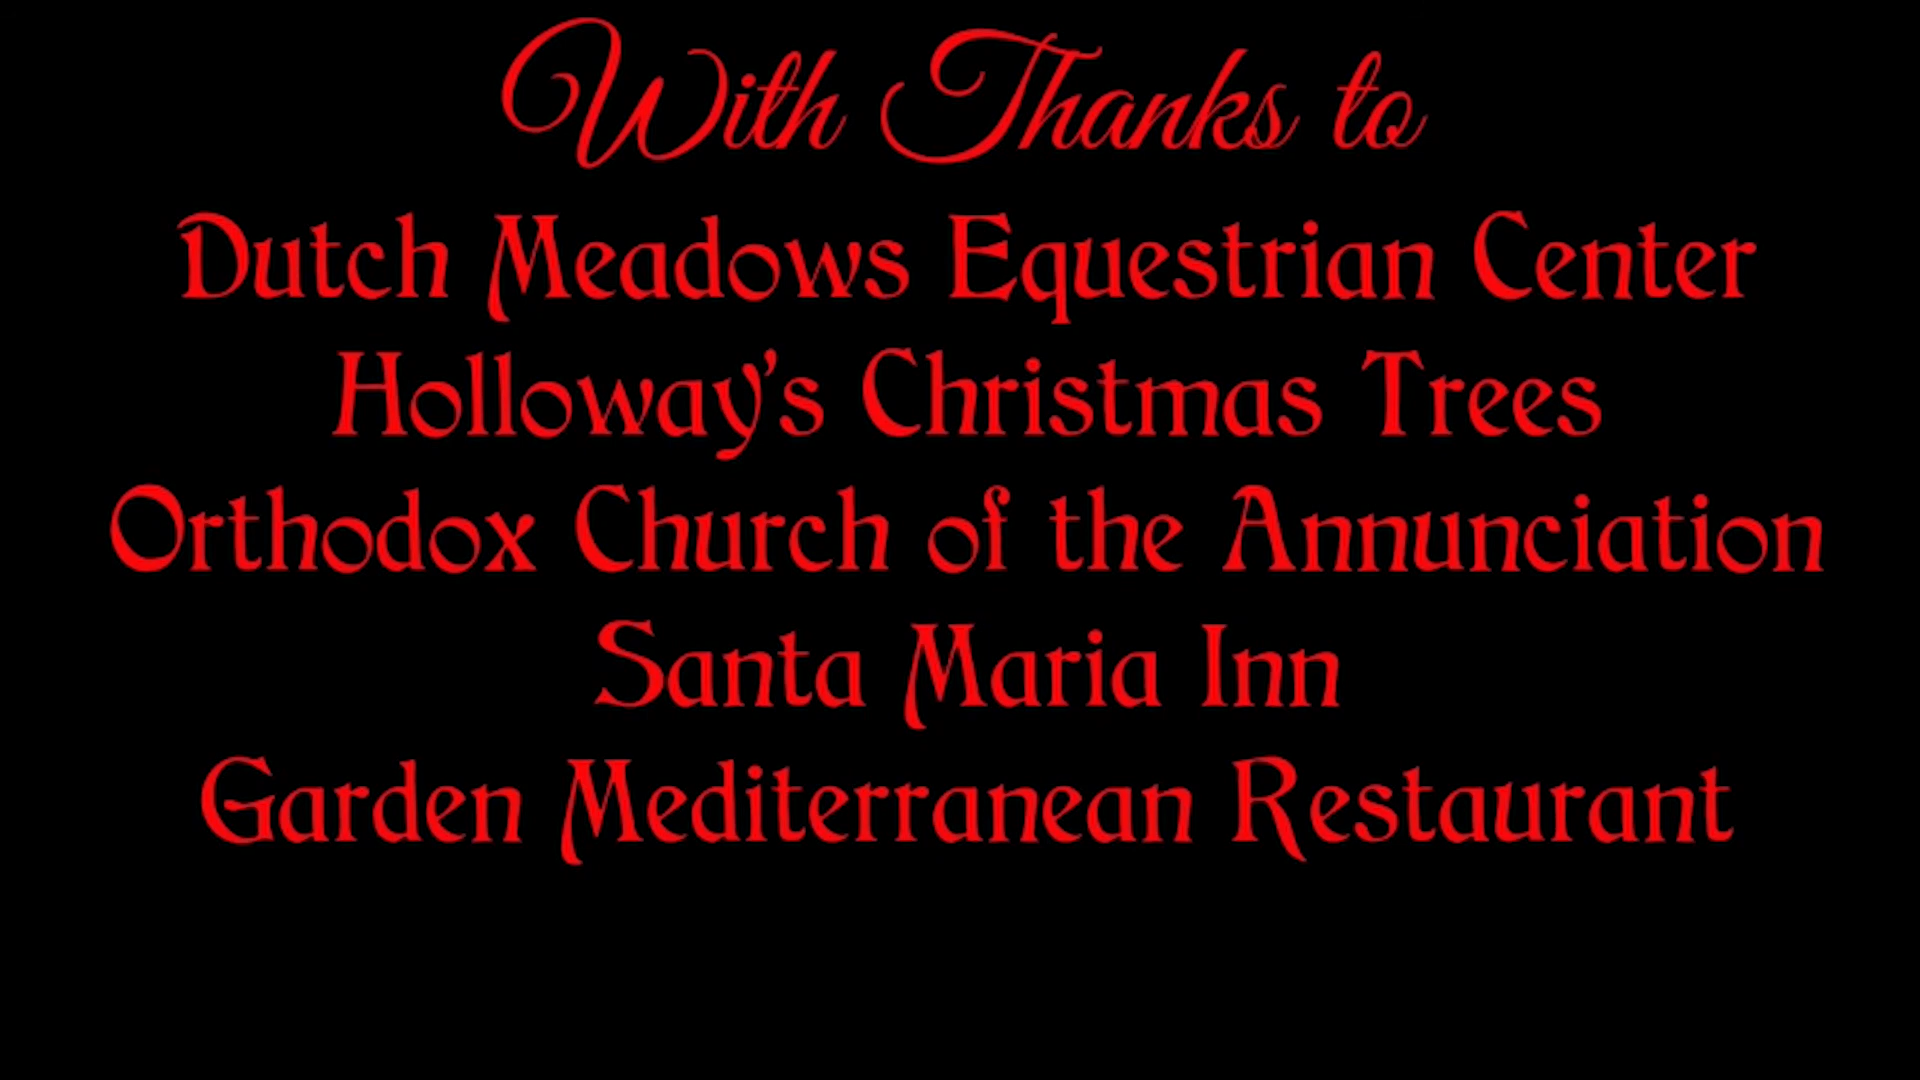 With Thanks to
Dutch Meadows Equestrian Center
Holloway's Christmas Trees
Orthodox Church of the Annunciation
Santa Maria Inn
Garden Mediterranean Restaurant